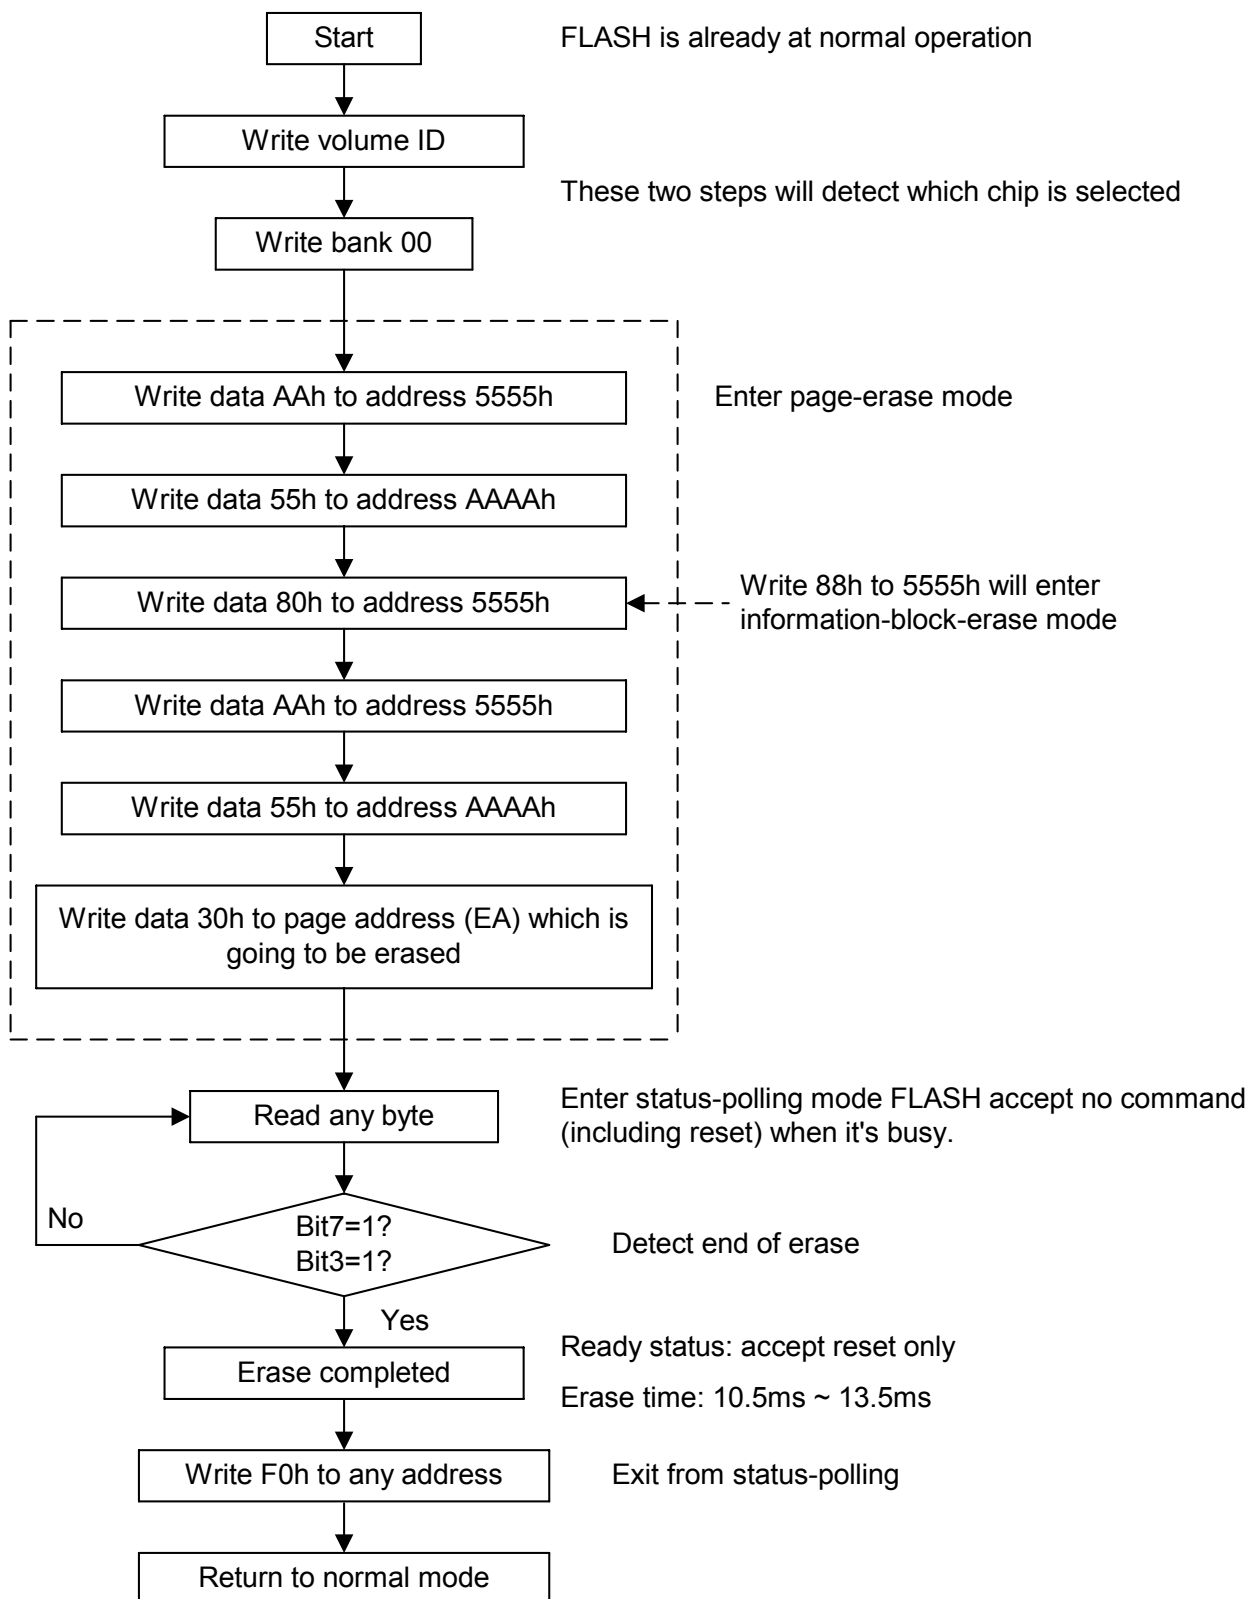 Start
FLASH is already at normal operation
Write volume ID
These two steps will detect which chip is selected
Write bank 00
Write data AAh to address 5555h
Enter page-erase mode
Write data 55h to address AAAAh
Write data 80h to address 5555h
Write 88h to 5555h will enter
information-block-erase mode
Write data AAh to address 5555h
Write data 55h to address AAAAh
Write data 30h to page address (EA) which is
going to be erased
Read any byte
Enter status-polling mode FLASH accept no command
(including reset) when it's busy.
No
Bit7=1?
Bit3=1?
Detect end of erase
Yes
Erase completed
Ready status: accept reset only
Erase time: 10.5ms ~ 13.5ms
Write F0h to any address
Exit from status-polling
Return to normal mode